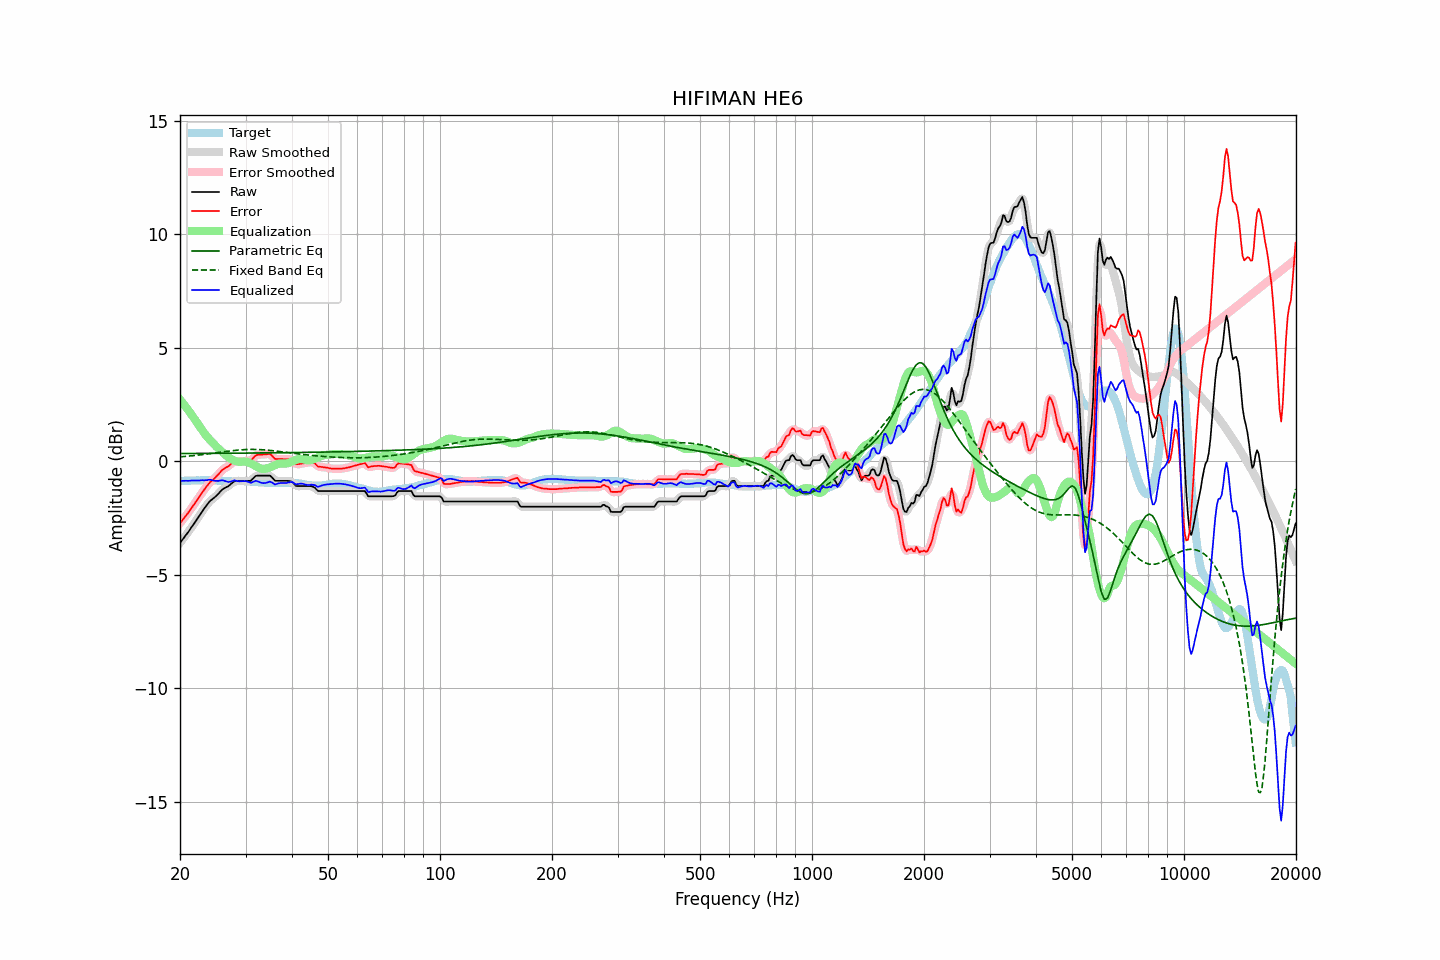 HIFIMAN HE6
Target
Raw Smoothed
Error Smoothed
Raw
Error
Equalization
Parametric Eq
Fixed Band Eq
Equalized
Amplitude (dBr)
15
10
5
0
−5
−10
−15
20
50
100
200
500
1000
2000
5000
10000
20000
Frequency (Hz)